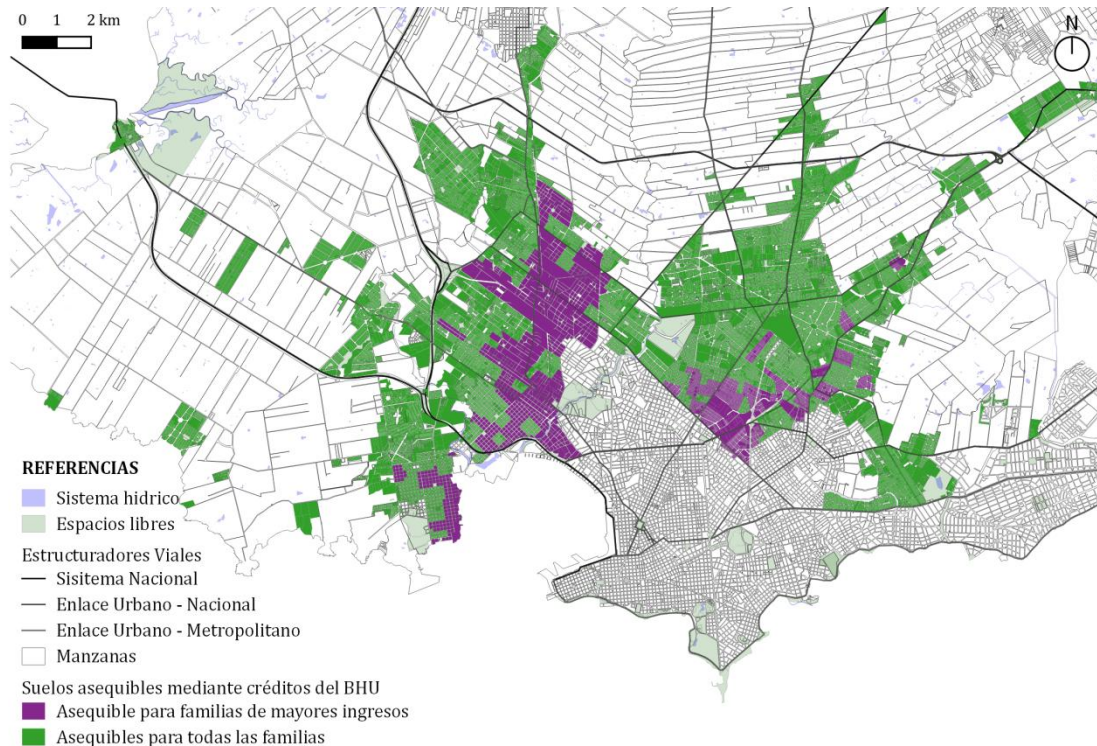 0 1 2 km
N
REFERENCIAS
Sistema hidrico
Espacios libres
Estructuradores Viales
Sisitema Nacional
Enlace Urbano - Nacional
Enlace Urbano - Metropolitano
Manzanas
Suelos asequibles mediante créditos del BHU
Asequible para familias de mayores ingresos
Asequibles para todas las familias